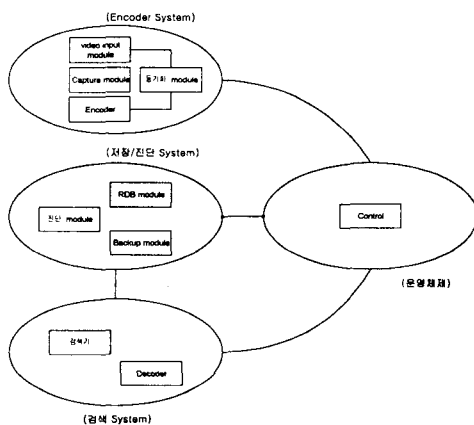 (Encoder System)
video input
module
Capture module
동기화 module
Encoder
(저장/진단 System)
RDB module
진단 module
Backup module
Control
(운영체제)
검색기
Decoder
(검색 System)